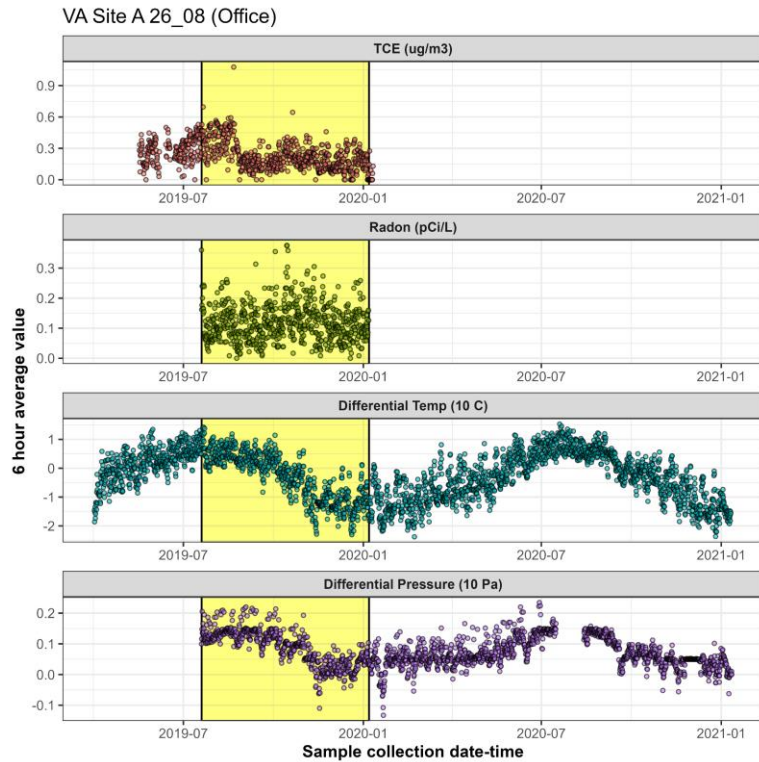 VA Site A 26_08 (Office)
TCE (ug/m3)
0.9
0.6
0.3
0.0
2019-07 2020-01 2020-07 2021-01
Radon (pCi/L)
0.3
0.2
0.1
0.0
2019-07 2020-01 2020-07 2021-01
6 hour average value
Differential Temp (10 C)
1
0
-1
-2
2019-07 2020-01 2020-07 2021-01
Differential Pressure (10 Pa)
0.2
0.1
0.0
-0.1
2019-07 2020-01 2020-07 2021-01
Sample collection date-time